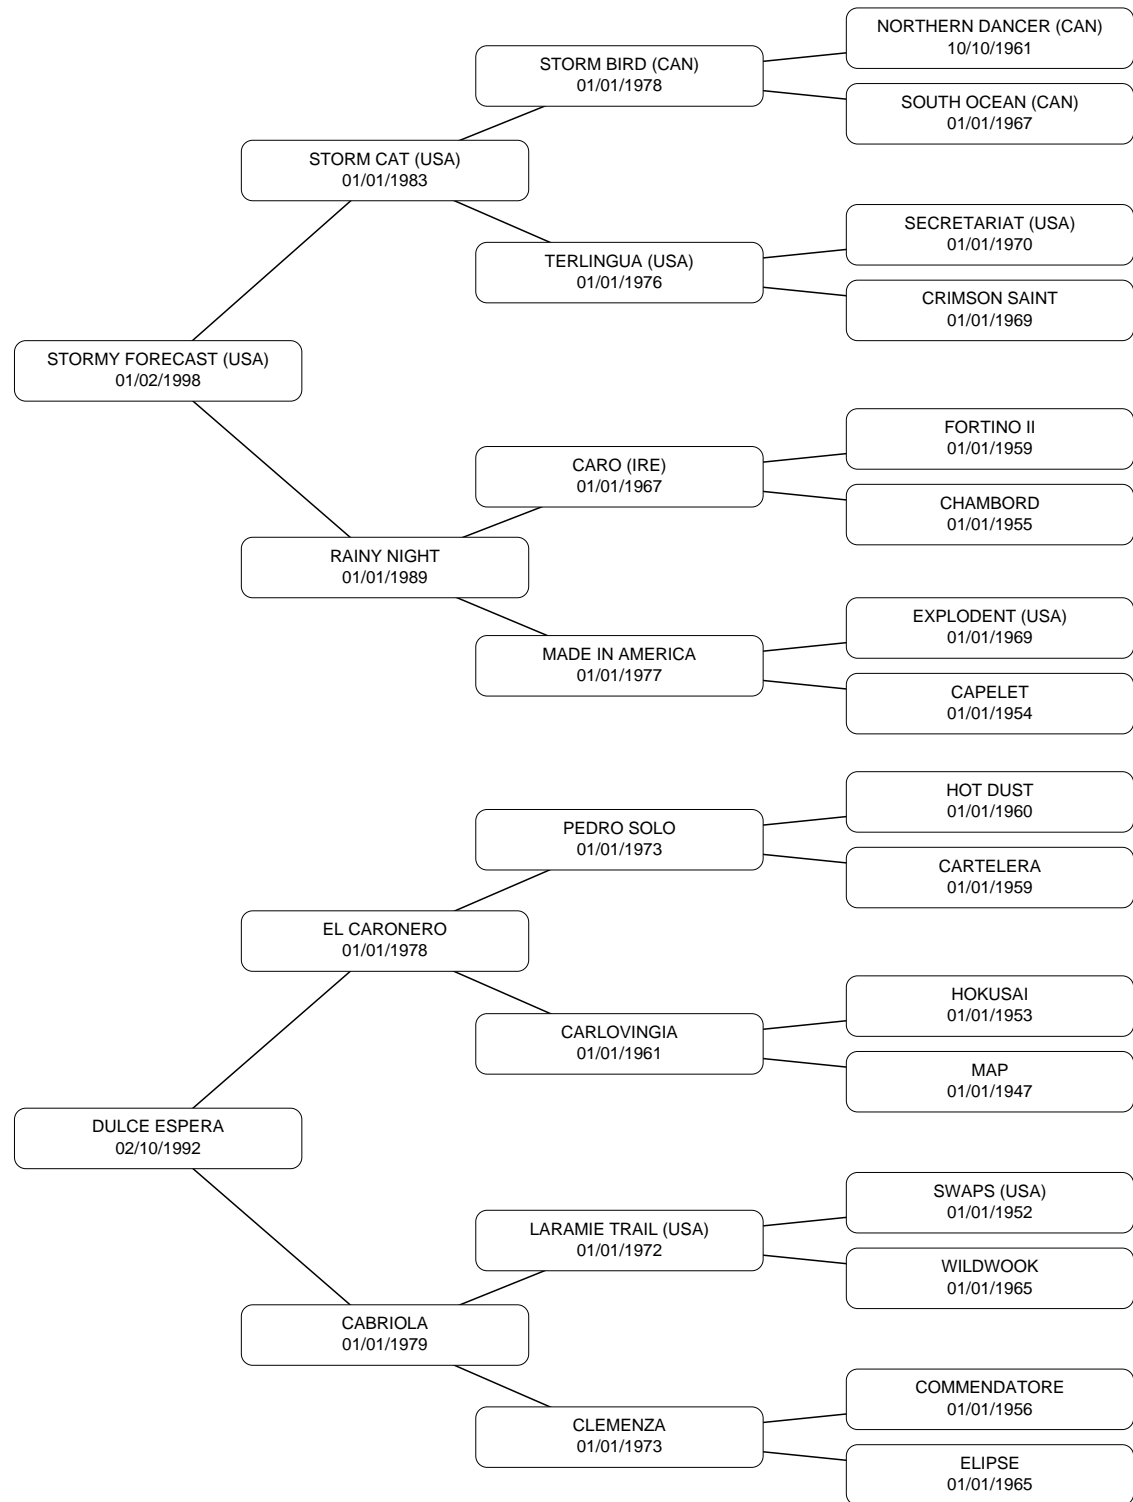 NORTHERN DANCER (CAN)
10/10/1961
STORM BIRD (CAN)
01/01/1978
SOUTH OCEAN (CAN)
01/01/1967
STORM CAT (USA)
01/01/1983
SECRETARIAT (USA)
01/01/1970
TERLINGUA (USA)
01/01/1976
CRIMSON SAINT
01/01/1969
STORMY FORECAST (USA)
01/02/1998
FORTINO II
01/01/1959
CARO (IRE)
01/01/1967
CHAMBORD
01/01/1955
RAINY NIGHT
01/01/1989
EXPLODENT (USA)
01/01/1969
MADE IN AMERICA
01/01/1977
CAPELET
01/01/1954
HOT DUST
01/01/1960
PEDRO SOLO
01/01/1973
CARTELERA
01/01/1959
EL CARONERO
01/01/1978
HOKUSAI
01/01/1953
CARLOVINGIA
01/01/1961
MAP
01/01/1947
DULCE ESPERA
02/10/1992
SWAPS (USA)
01/01/1952
LARAMIE TRAIL (USA)
01/01/1972
WILDWOOK
01/01/1965
CABRIOLA
01/01/1979
COMMENDATORE
01/01/1956
CLEMENZA
01/01/1973
ELIPSE
01/01/1965